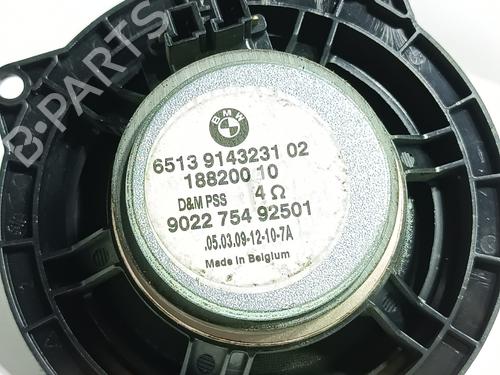 B-PARTS
BMW
6513 9143231 02
188200 10
D&M PSS 4 Ω
9022 754 92501
.05.03.09-12-10-7A
Made in Belgium